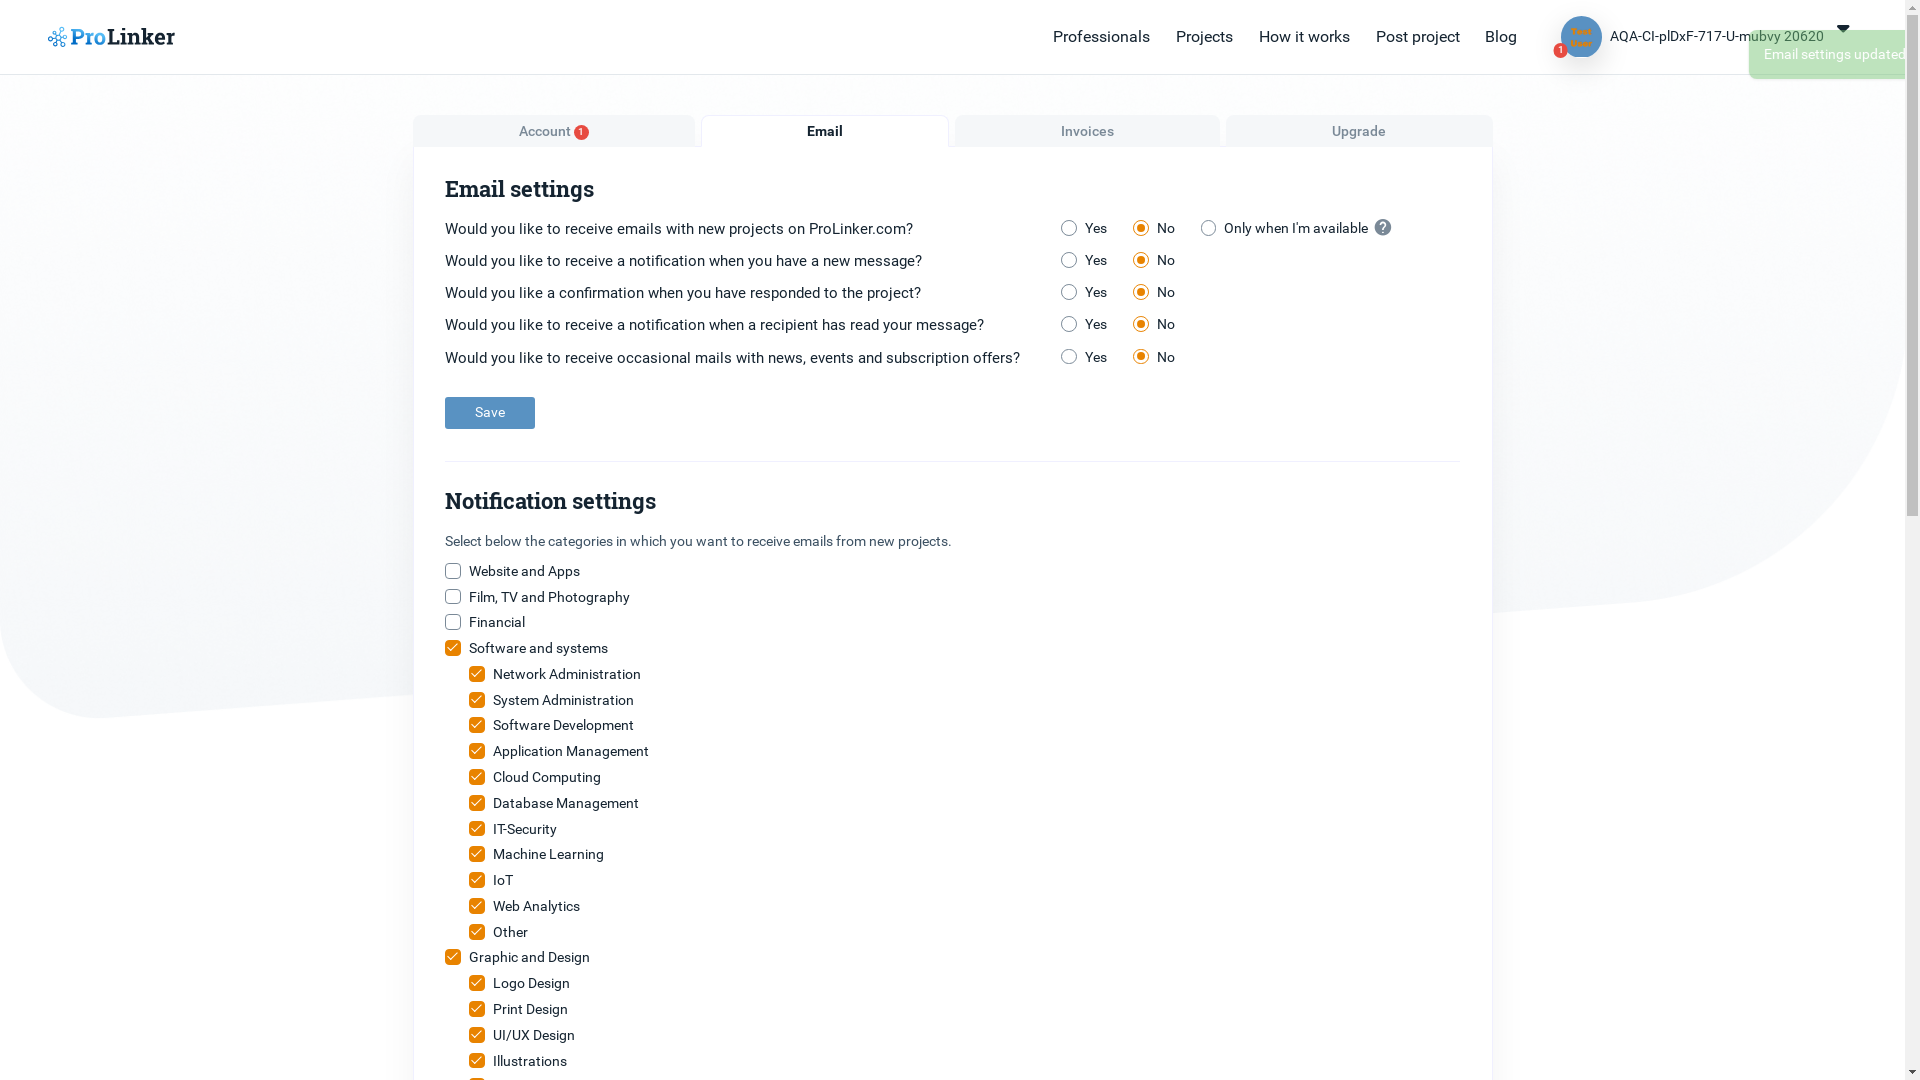 ProLinker
Professionals
Projects
How it works
Post project
Blog
Test
User
1
AQA-CI-plDxF-717-U-mubvy 20620
Email settings updated
Account 1
Email
Invoices
Upgrade
Email settings
Would you like to receive emails with new projects on ProLinker.com? Yes No Only when I'm available ?
Would you like to receive a notification when you have a new message? Yes No
Would you like a confirmation when you have responded to the project? Yes No
Would you like to receive a notification when a recipient has read your message? Yes No
Would you like to receive occasional mails with news, events and subscription offers? Yes No
Save
Notification settings
Select below the categories in which you want to receive emails from new projects.
Website and Apps
Film, TV and Photography
Financial
Software and systems
Network Administration
System Administration
Software Development
Application Management
Cloud Computing
Database Management
IT-Security
Machine Learning
IoT
Web Analytics
Other
Graphic and Design
Logo Design
Print Design
UI/UX Design
Illustrations